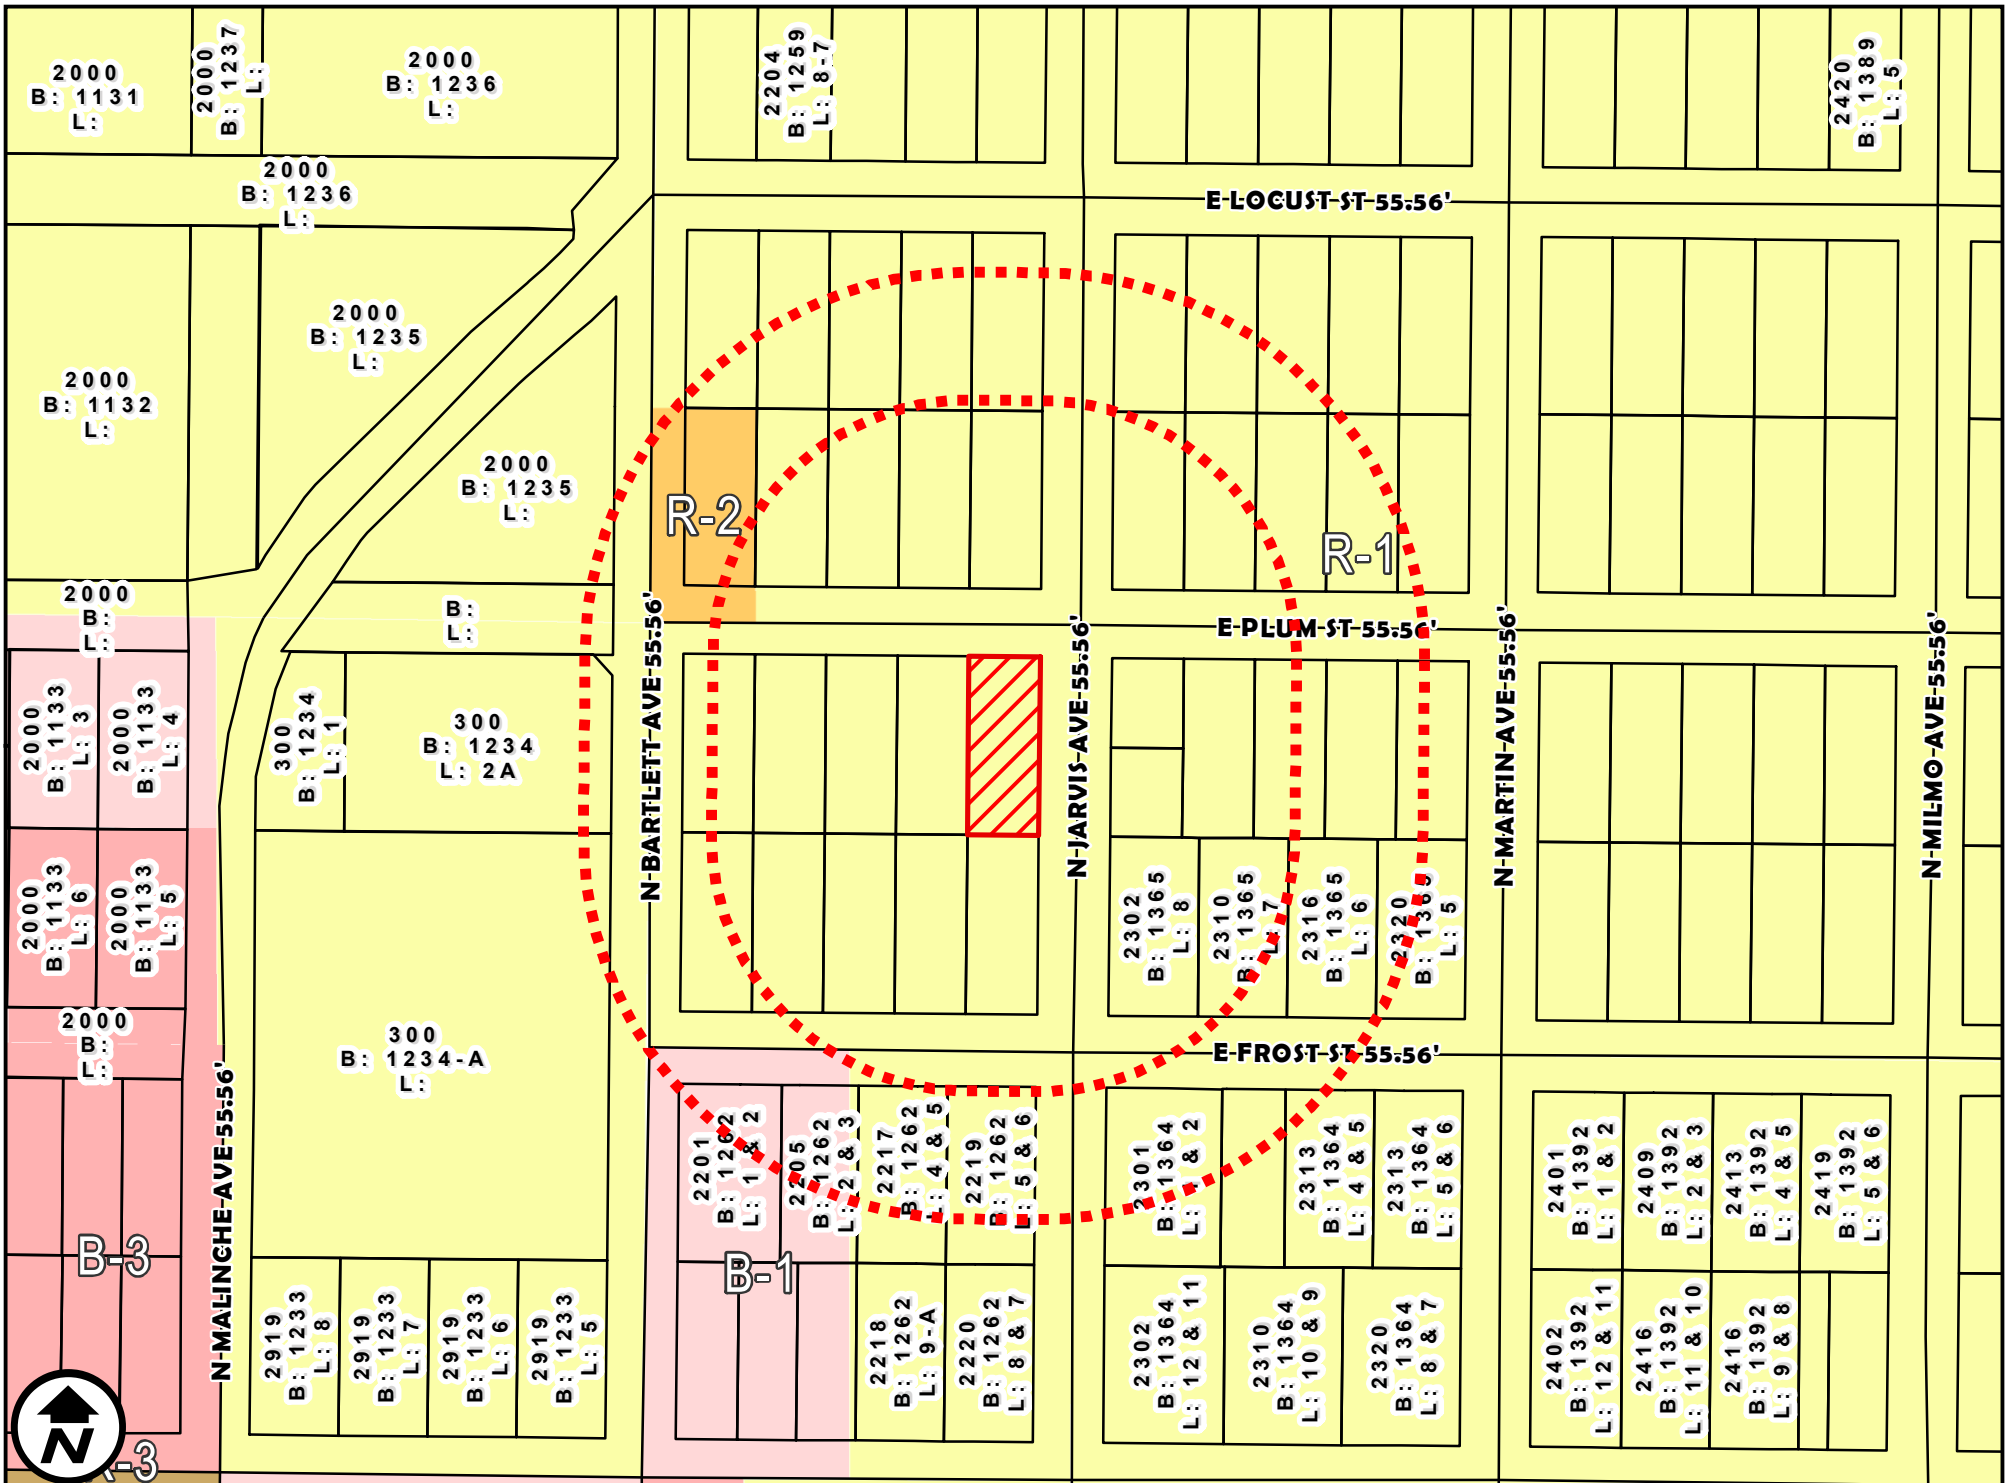 2000
B: 1131
L:
2000
B: 1237
L:
2000
B: 1236
L:
2204
B: 1259
L: 8-7
2420
B: 1389
L: 5
2000
B: 1236
L:
E LOCUST ST 55.56'
2000
B: 1235
L:
2000
B: 1132
L:
2000
B: 1235
L:
R-2
R-1
2000
B:
L:
B:
L:
E PLUM ST 55.56'
N BARTLETT AVE 55.56'
N JARVIS AVE 55.56'
N MARTIN AVE 55.56'
N MILMO AVE 55.56'
2000
B: 1133
L: 3
2000
B: 1133
L: 4
300
B: 1234
L: 1
300
B: 1234
L: 2A
2000
B: 1133
L: 6
2000
B: 1133
L: 5
2302
B: 1365
L: 8
2310
B: 1365
L: 7
2316
B: 1365
L: 6
2320
B: 1365
L: 5
2000
B:
L:
300
B: 1234-A
L:
E FROST ST 55.56'
N MALINCHE AVE 55.56'
2201
B: 1262
L: 1 & 2
2205
B: 1262
L: 2 & 3
2217
B: 1262
L: 4 & 5
2219
B: 1262
L: 5 & 6
2301
B: 1364
L: 1 & 2
2313
B: 1364
L: 4 & 5
2313
B: 1364
L: 5 & 6
2401
B: 1392
L: 1 & 2
2409
B: 1392
L: 2 & 3
2413
B: 1392
L: 4 & 5
2419
B: 1392
L: 5 & 6
B-3
B-1
2919
B: 1233
L: 8
2919
B: 1233
L: 7
2919
B: 1233
L: 6
2919
B: 1233
L: 5
2218
B: 1262
L: 9-A
2220
B: 1262
L: 8 & 7
2302
B: 1364
L: 12 & 11
2310
B: 1364
L: 10 & 9
2320
B: 1364
L: 8 & 7
2402
B: 1392
L: 12 & 11
2416
B: 1392
L: 11 & 10
2416
B: 1392
L: 9 & 8
N
-3